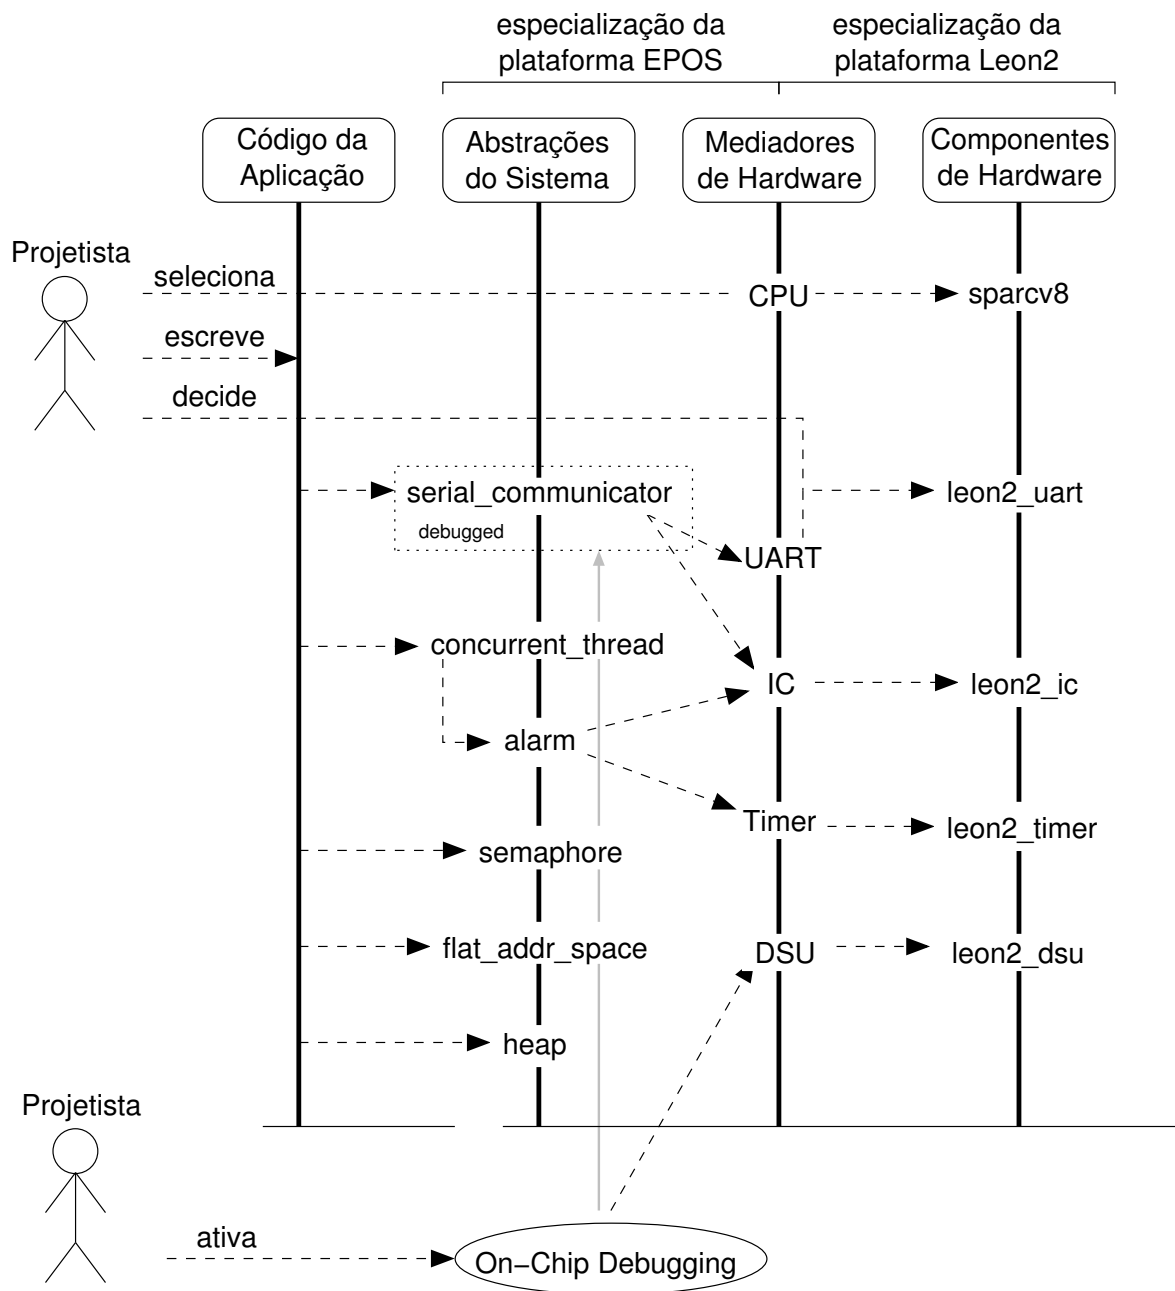 especialização da
plataforma EPOS
especialização da
plataforma Leon2
Código da
Aplicação
Abstrações
do Sistema
Mediadores
de Hardware
Componentes
de Hardware
Projetista
seleciona
CPU
sparcv8
escreve
decide
serial_communicator
leon2_uart
debugged
UART
concurrent_thread
IC
leon2_ic
alarm
Timer
leon2_timer
semaphore
flat_addr_space
DSU
leon2_dsu
heap
Projetista
ativa
On−Chip Debugging